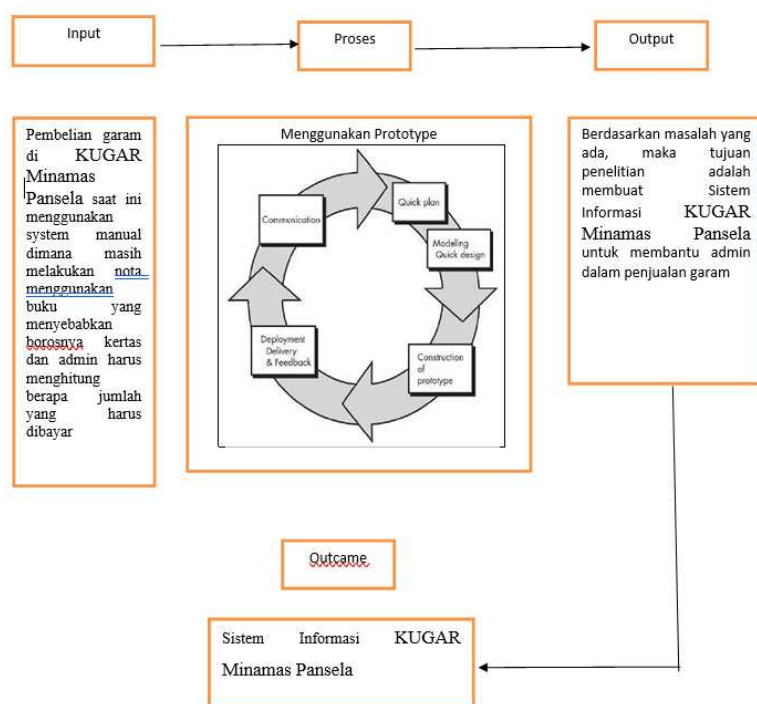 Input
Proses
Output
Pembelian garam
di KUGAR
Minamas
Pansela saat ini
menggunakan
system manual
dimana masih
melakukan nota
menggunakan
buku yang
menyebabkan
borosnya kertas
dan admin harus
menghitung
berapa jumlah
yang harus
dibayar
Menggunakan Prototype
Communication
Quick plan
Modeling
Quick design
Construction
of
prototype
Deployment
Delivery
& Feedback
Berdasarkan masalah yang
ada, maka tujuan
penelitian adalah
membuat Sistem
Informasi KUGAR
Minamas Pansela
untuk membantu admin
dalam penjualan garam
Outcame
Sistem Informasi KUGAR
Minamas Pansela